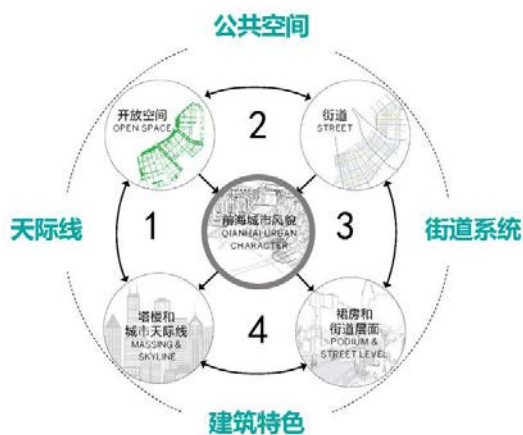 公共空间
开放空间
OPEN SPACE
街道
STREET
2
天际线
1
前海城市风貌
QIANHAI URBAN
CHARACTER
3
街道系统
塔楼和
城市天际线
MASSING &
SKYLINE
4
裙房和
街道层面
PODIUM &
STREET LEVEL
建筑特色